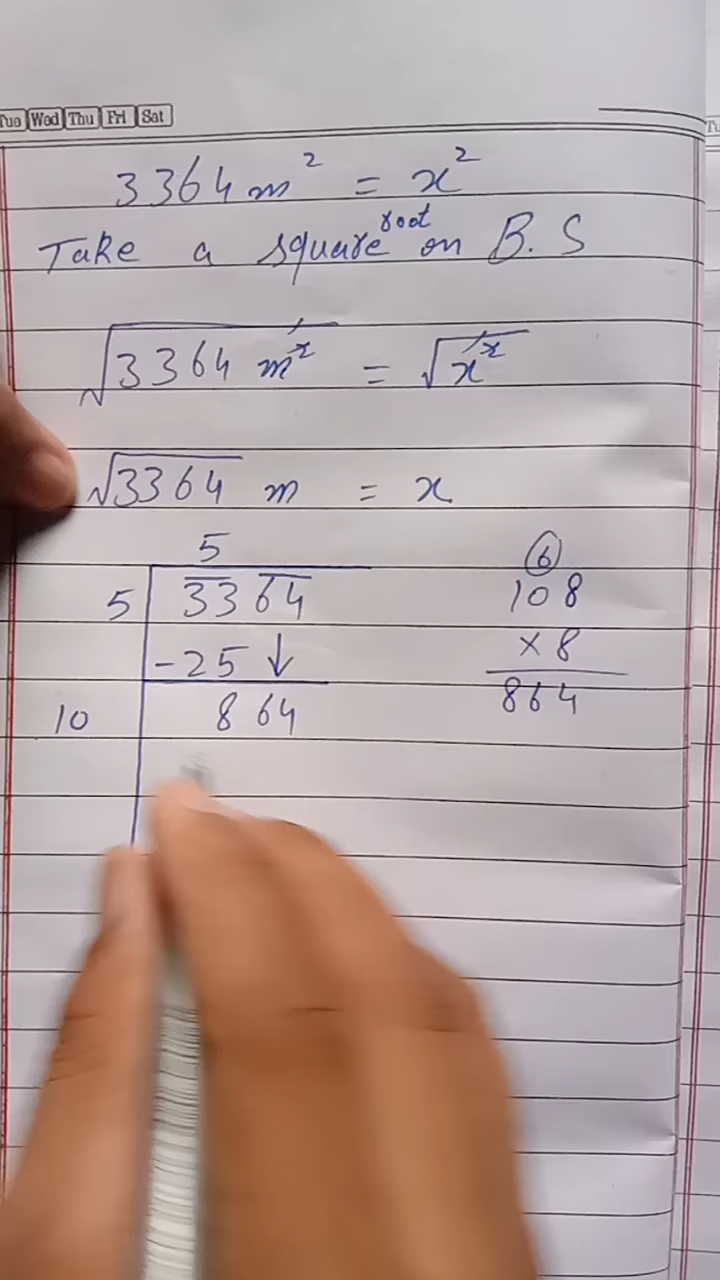 Tue Wed Thu Fri Sat
3364 m² = x²
Take a square root on B.S
√3364 m² = √x²
√3364 m = x
5
5 3364
-25 ↓
10 864
6
108
×8
864